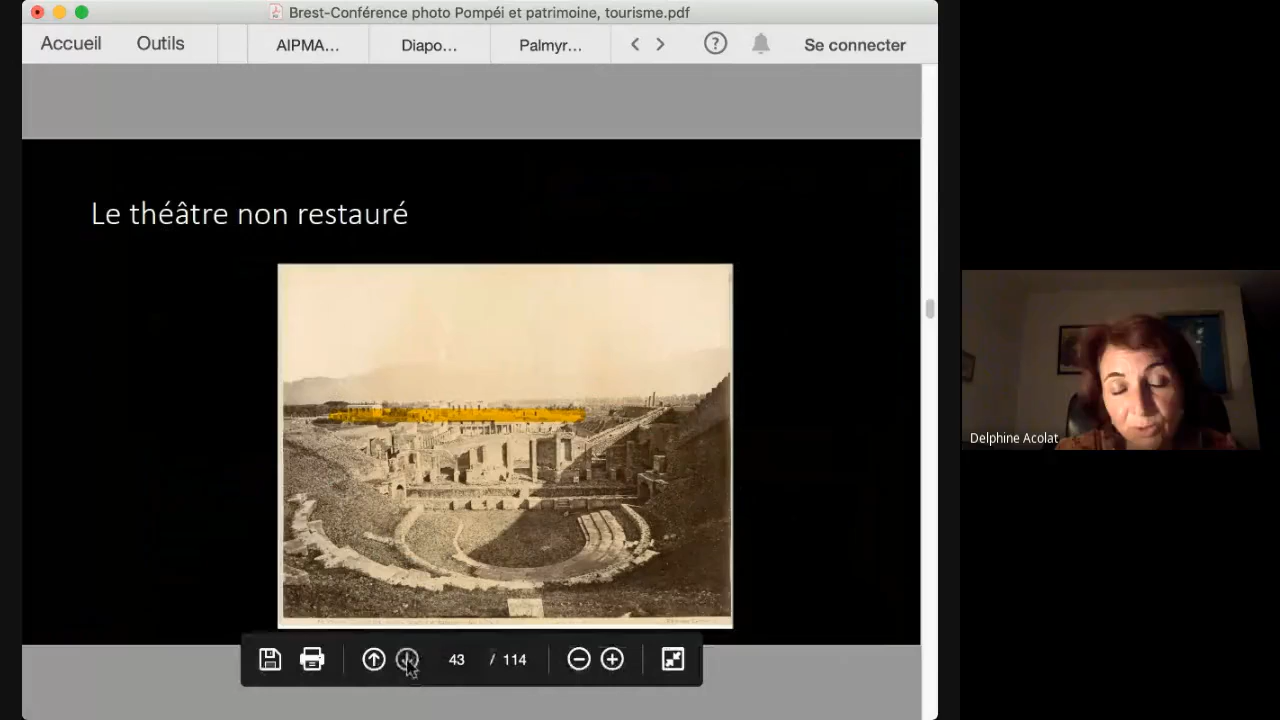 Brest-Conférence photo Pompéi et patrimoine, tourisme.pdf
Accueil Outils AIPMA... Diapo... Palmyr... ? Se connecter
Le théâtre non restauré
Delphine Acolat
43 / 114